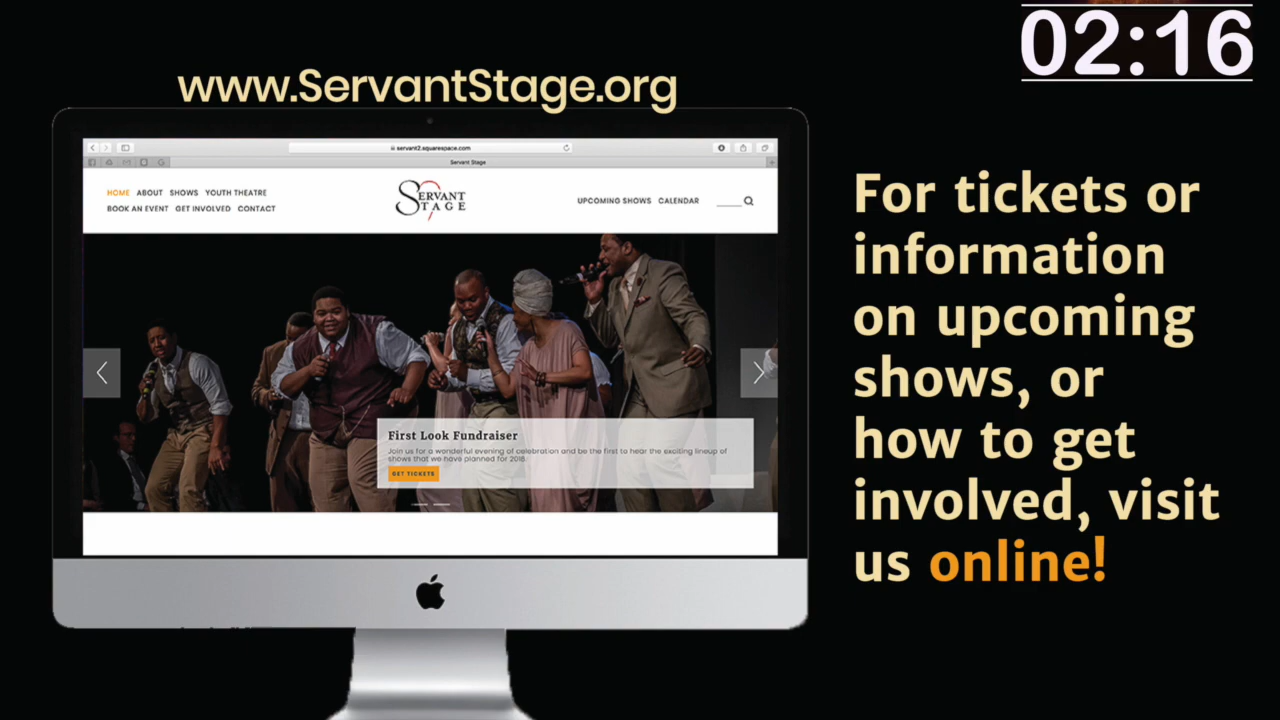 02:16
www.ServantStage.org
servant2.squarespace.com
Servant Stage
HOME ABOUT SHOWS YOUTH THEATRE
BOOK AN EVENT GET INVOLVED CONTACT
SERVANT
STAGE
UPCOMING SHOWS CALENDAR
First Look Fundraiser
Join us for a wonderful evening of celebration and be the first to hear the exciting lineup of
shows that we have planned for 2018.
GET TICKETS
For tickets or
information
on upcoming
shows, or
how to get
involved, visit
us online!